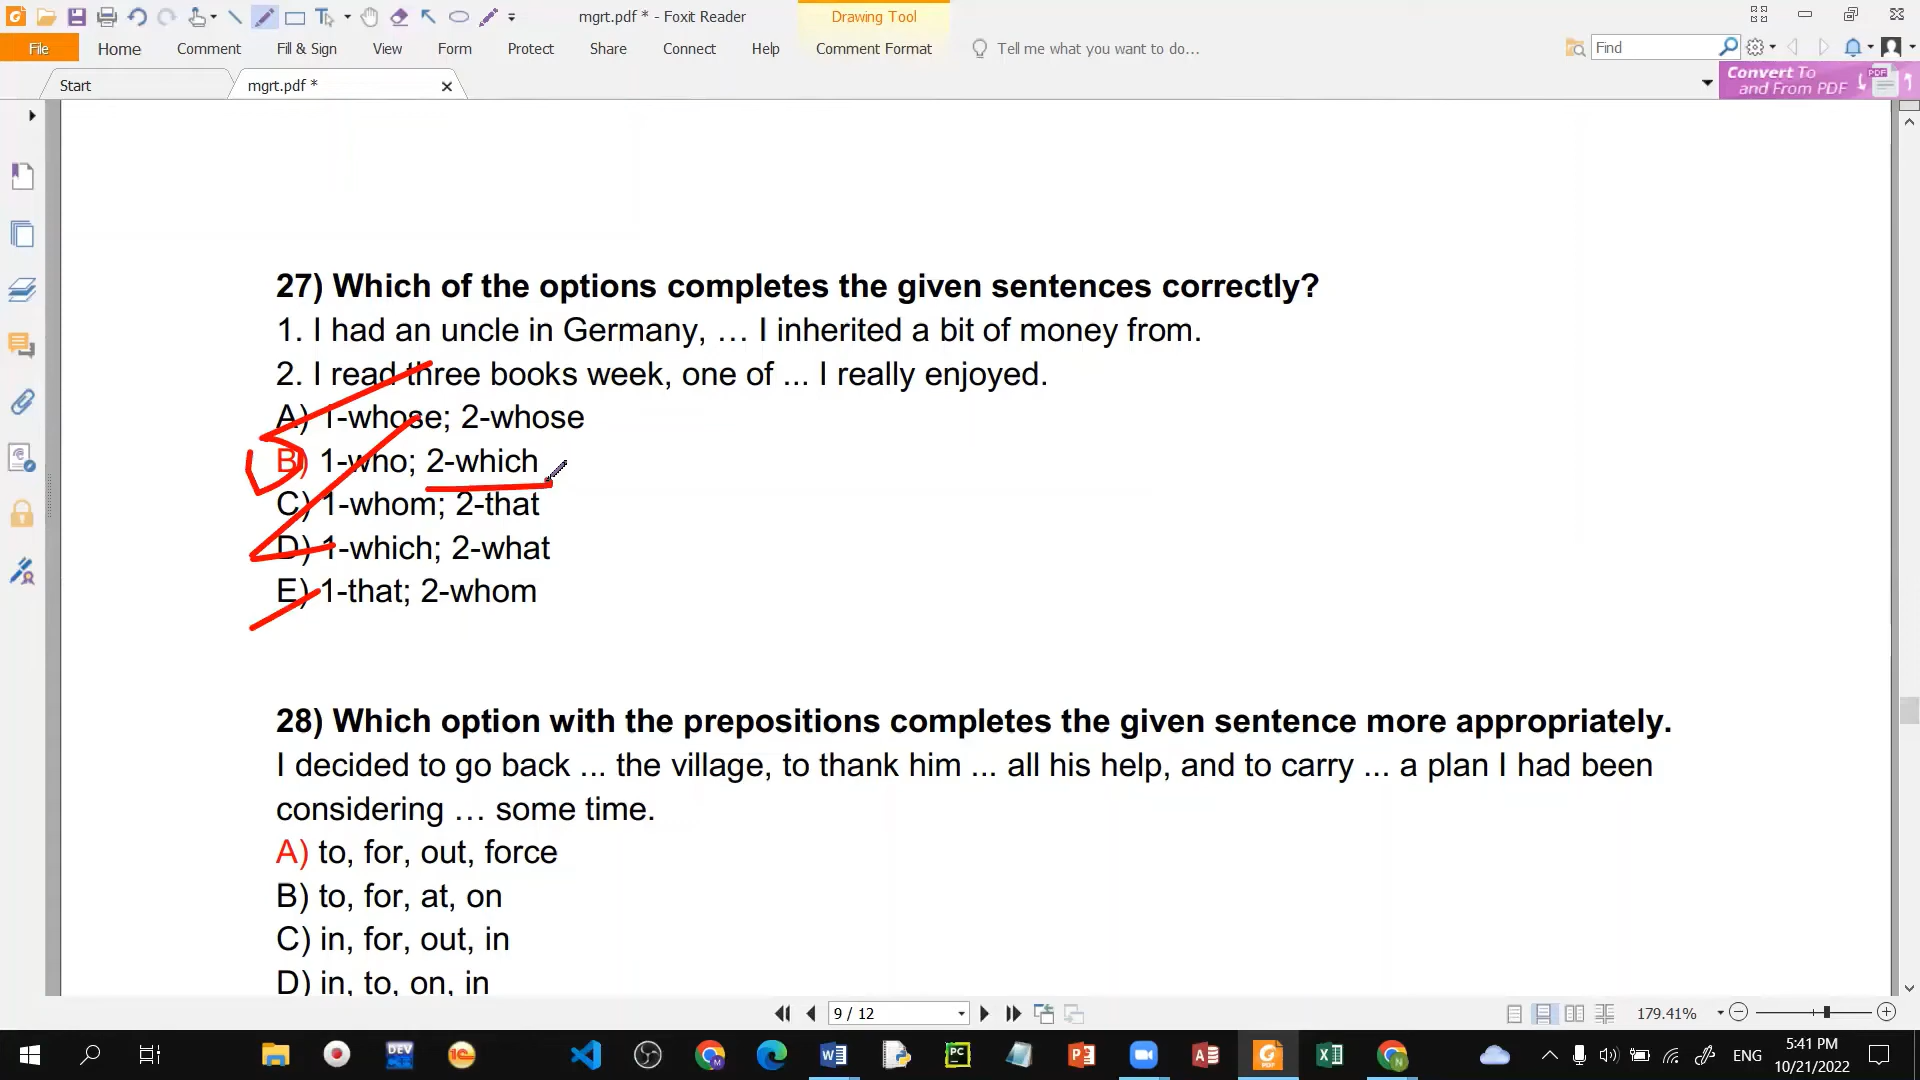 mgrt.pdf * - Foxit Reader
Drawing Tool
File
Home
Comment
Fill & Sign
View
Form
Protect
Share
Connect
Help
Comment Format
Tell me what you want to do...
Find
Start
mgrt.pdf *
Convert To
and From PDF
PDF
27) Which of the options completes the given sentences correctly?
1. I had an uncle in Germany, … I inherited a bit of money from.
2. I read three books week, one of ... I really enjoyed.
A) 1-whose; 2-whose
B) 1-who; 2-which
C) 1-whom; 2-that
D) 1-which; 2-what
E) 1-that; 2-whom
28) Which option with the prepositions completes the given sentence more appropriately.
I decided to go back ... the village, to thank him ... all his help, and to carry ... a plan I had been
considering … some time.
A) to, for, out, force
B) to, for, at, on
C) in, for, out, in
D) in, to, on, in
9 / 12
179.41%
DEV
1C
PC
ENG
5:41 PM
10/21/2022